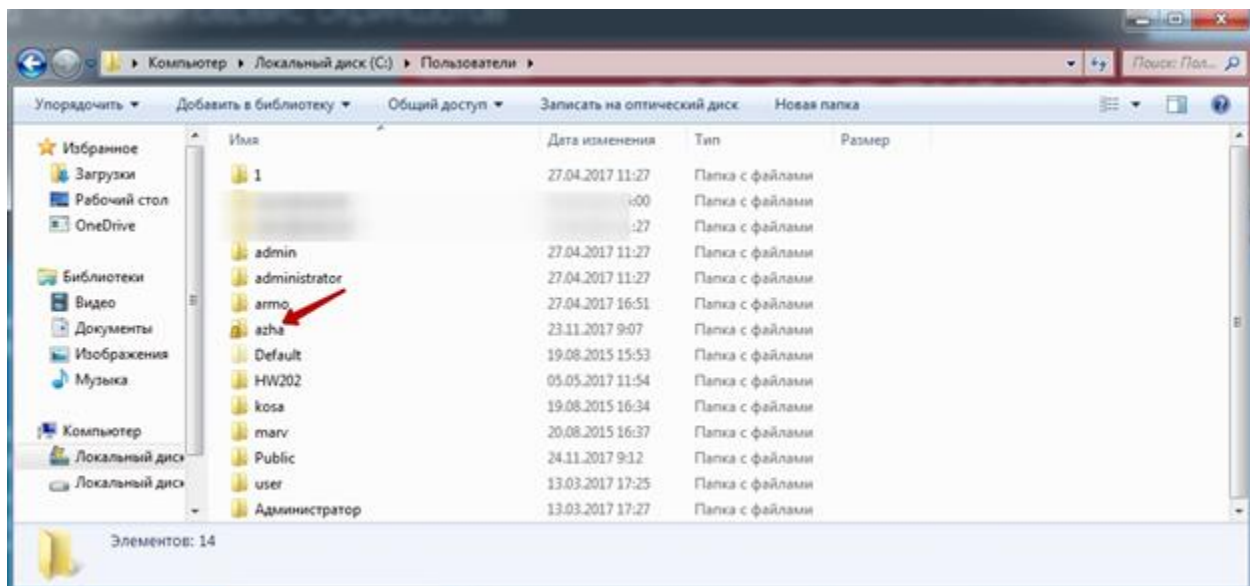 Компьютер ▸ Локальный диск (C:) ▸ Пользователи ▸ Поиск: Пол...
Упорядочить Добавить в библиотеку Общий доступ Записать на оптический диск Новая папка
Имя Дата изменения Тип Размер
Избранное
Загрузки
Рабочий стол
OneDrive
Библиотеки
Видео
Документы
Изображения
Музыка
Компьютер
Локальный диск
Локальный диск
1 27.04.2017 11:27 Папка с файлами
:00 Папка с файлами
:27 Папка с файлами
admin 27.04.2017 11:27 Папка с файлами
administrator 27.04.2017 11:27 Папка с файлами
armo 27.04.2017 16:51 Папка с файлами
azha 23.11.2017 9:07 Папка с файлами
Default 19.08.2015 15:53 Папка с файлами
HW202 05.05.2017 11:54 Папка с файлами
kosa 19.08.2015 16:34 Папка с файлами
marv 20.08.2015 16:37 Папка с файлами
Public 24.11.2017 9:12 Папка с файлами
user 13.03.2017 17:25 Папка с файлами
Администратор 13.03.2017 17:27 Папка с файлами
Элементов: 14